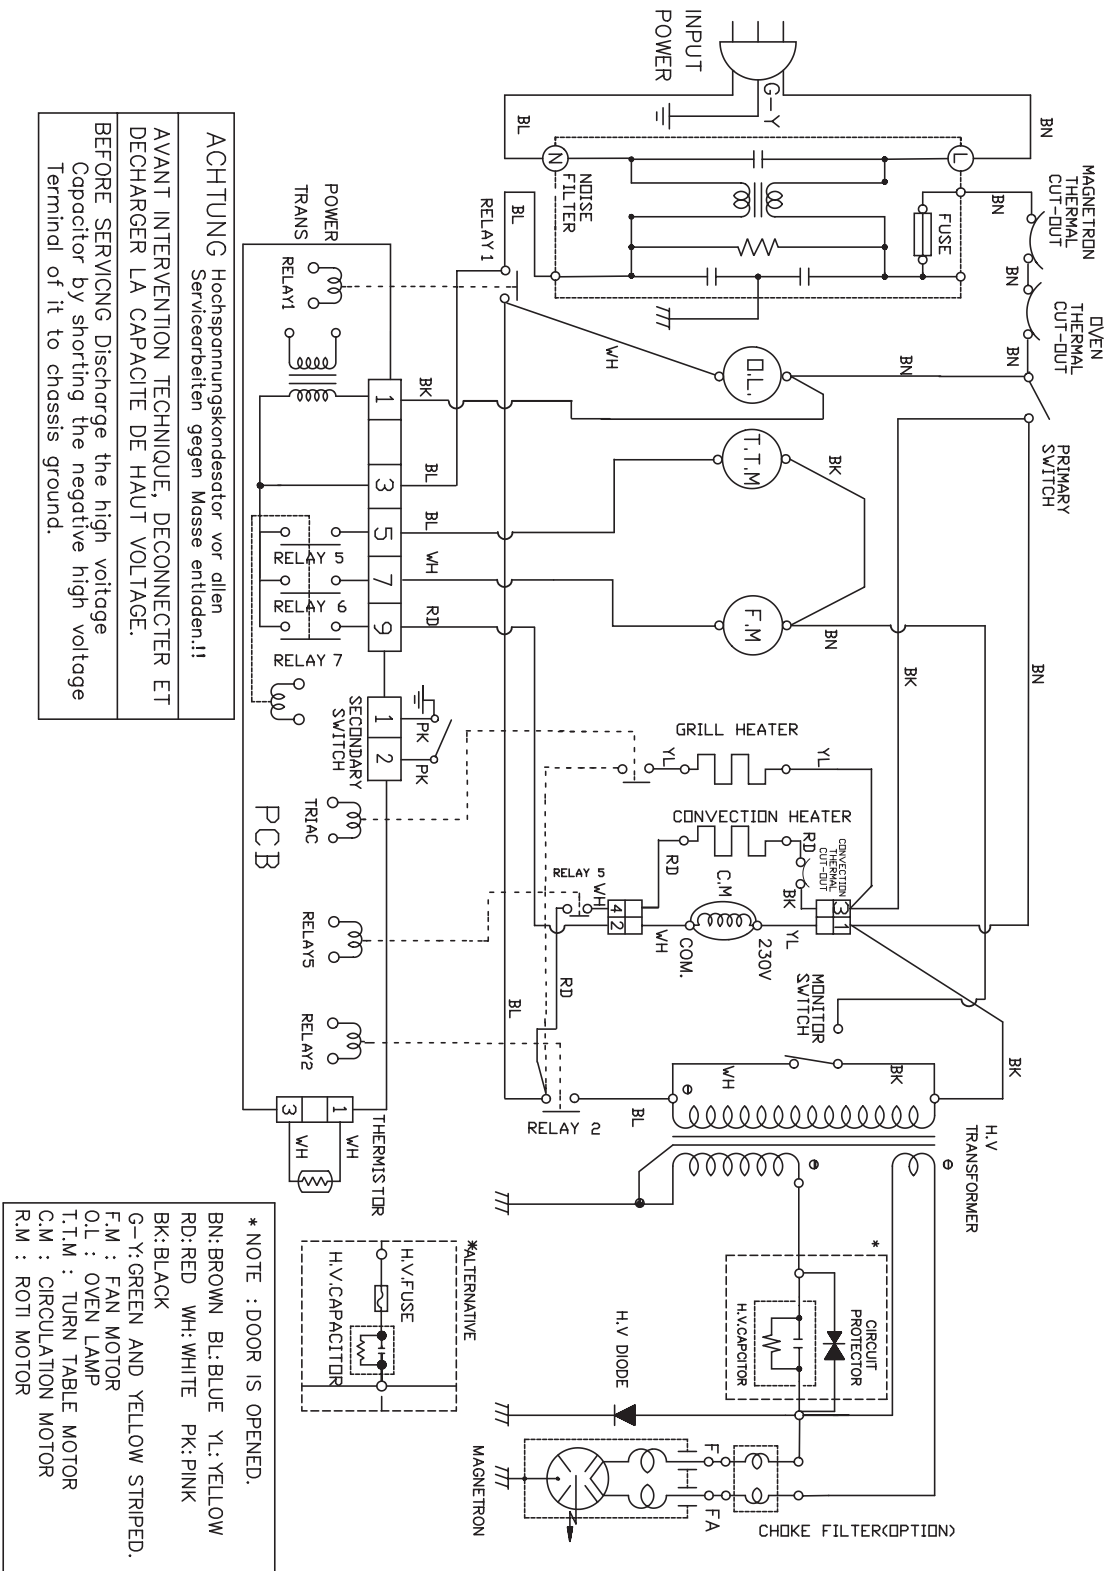 INPUT
POWER
G-Y
BL
BN
N
L
NOISE
FILTER
FUSE
BL
RELAY 1
BN
MAGNETRON
THERMAL
CUT-OUT
BN
OVEN
THERMAL
CUT-OUT
BN
PRIMARY
SWITCH
WH
O.L.
BN
T.T.M
BK
F.M
BN
BK
BN
POWER
TRANS
RELAY1
1
3
5
7
9
BK
BL
BL
WH
RD
RELAY 5
RELAY 6
RELAY 7
1
2
PK
PK
SECONDARY
SWITCH
TRIAC
PCB
RELAY5
RELAY2
3
1
WH
WH
THERMISTOR
GRILL HEATER
YL
YL
CONVECTION HEATER
RD
RD
CONVECTION
THERMAL
CUT-OUT
BK
RELAY 5
WH
4
2
3
1
C.M
WH
COM.
230V
YL
RD
BL
MONITOR
SWITCH
WH
BK
BK
RELAY 2
BL
H.V
TRANSFORMER
*
CIRCUIT
PROTECTOR
H.V.CAPCITOR
H.V DIODE
MAGNETRON
F
FA
CHOKE FILTER(OPTION)
*ALTERNATIVE
H.V.FUSE
H.V.CAPACITOR
ACHTUNG Hochspannungskondesator vor allen
Servicearbeiten gegen Masse entladen.!!
AVANT INTERVENTION TECHNIQUE, DECONNECTER ET
DECHARGER LA CAPACITE DE HAUT VOLTAGE.
BEFORE SERVICNG Discharge the high voitage
Capacitor by shorting the negative high voltage
Terminal of it to chassis ground.
* NOTE : DOOR IS OPENED.
BN:BROWN BL:BLUE YL:YELLOW
RD:RED WH:WHITE PK:PINK
BK:BLACK
G-Y:GREEN AND YELLOW STRIPED.
F.M : FAN MOTOR
O.L : OVEN LAMP
T.T.M : TURN TABLE MOTOR
C.M : CIRCULATION MOTOR
R.M : ROTI MOTOR